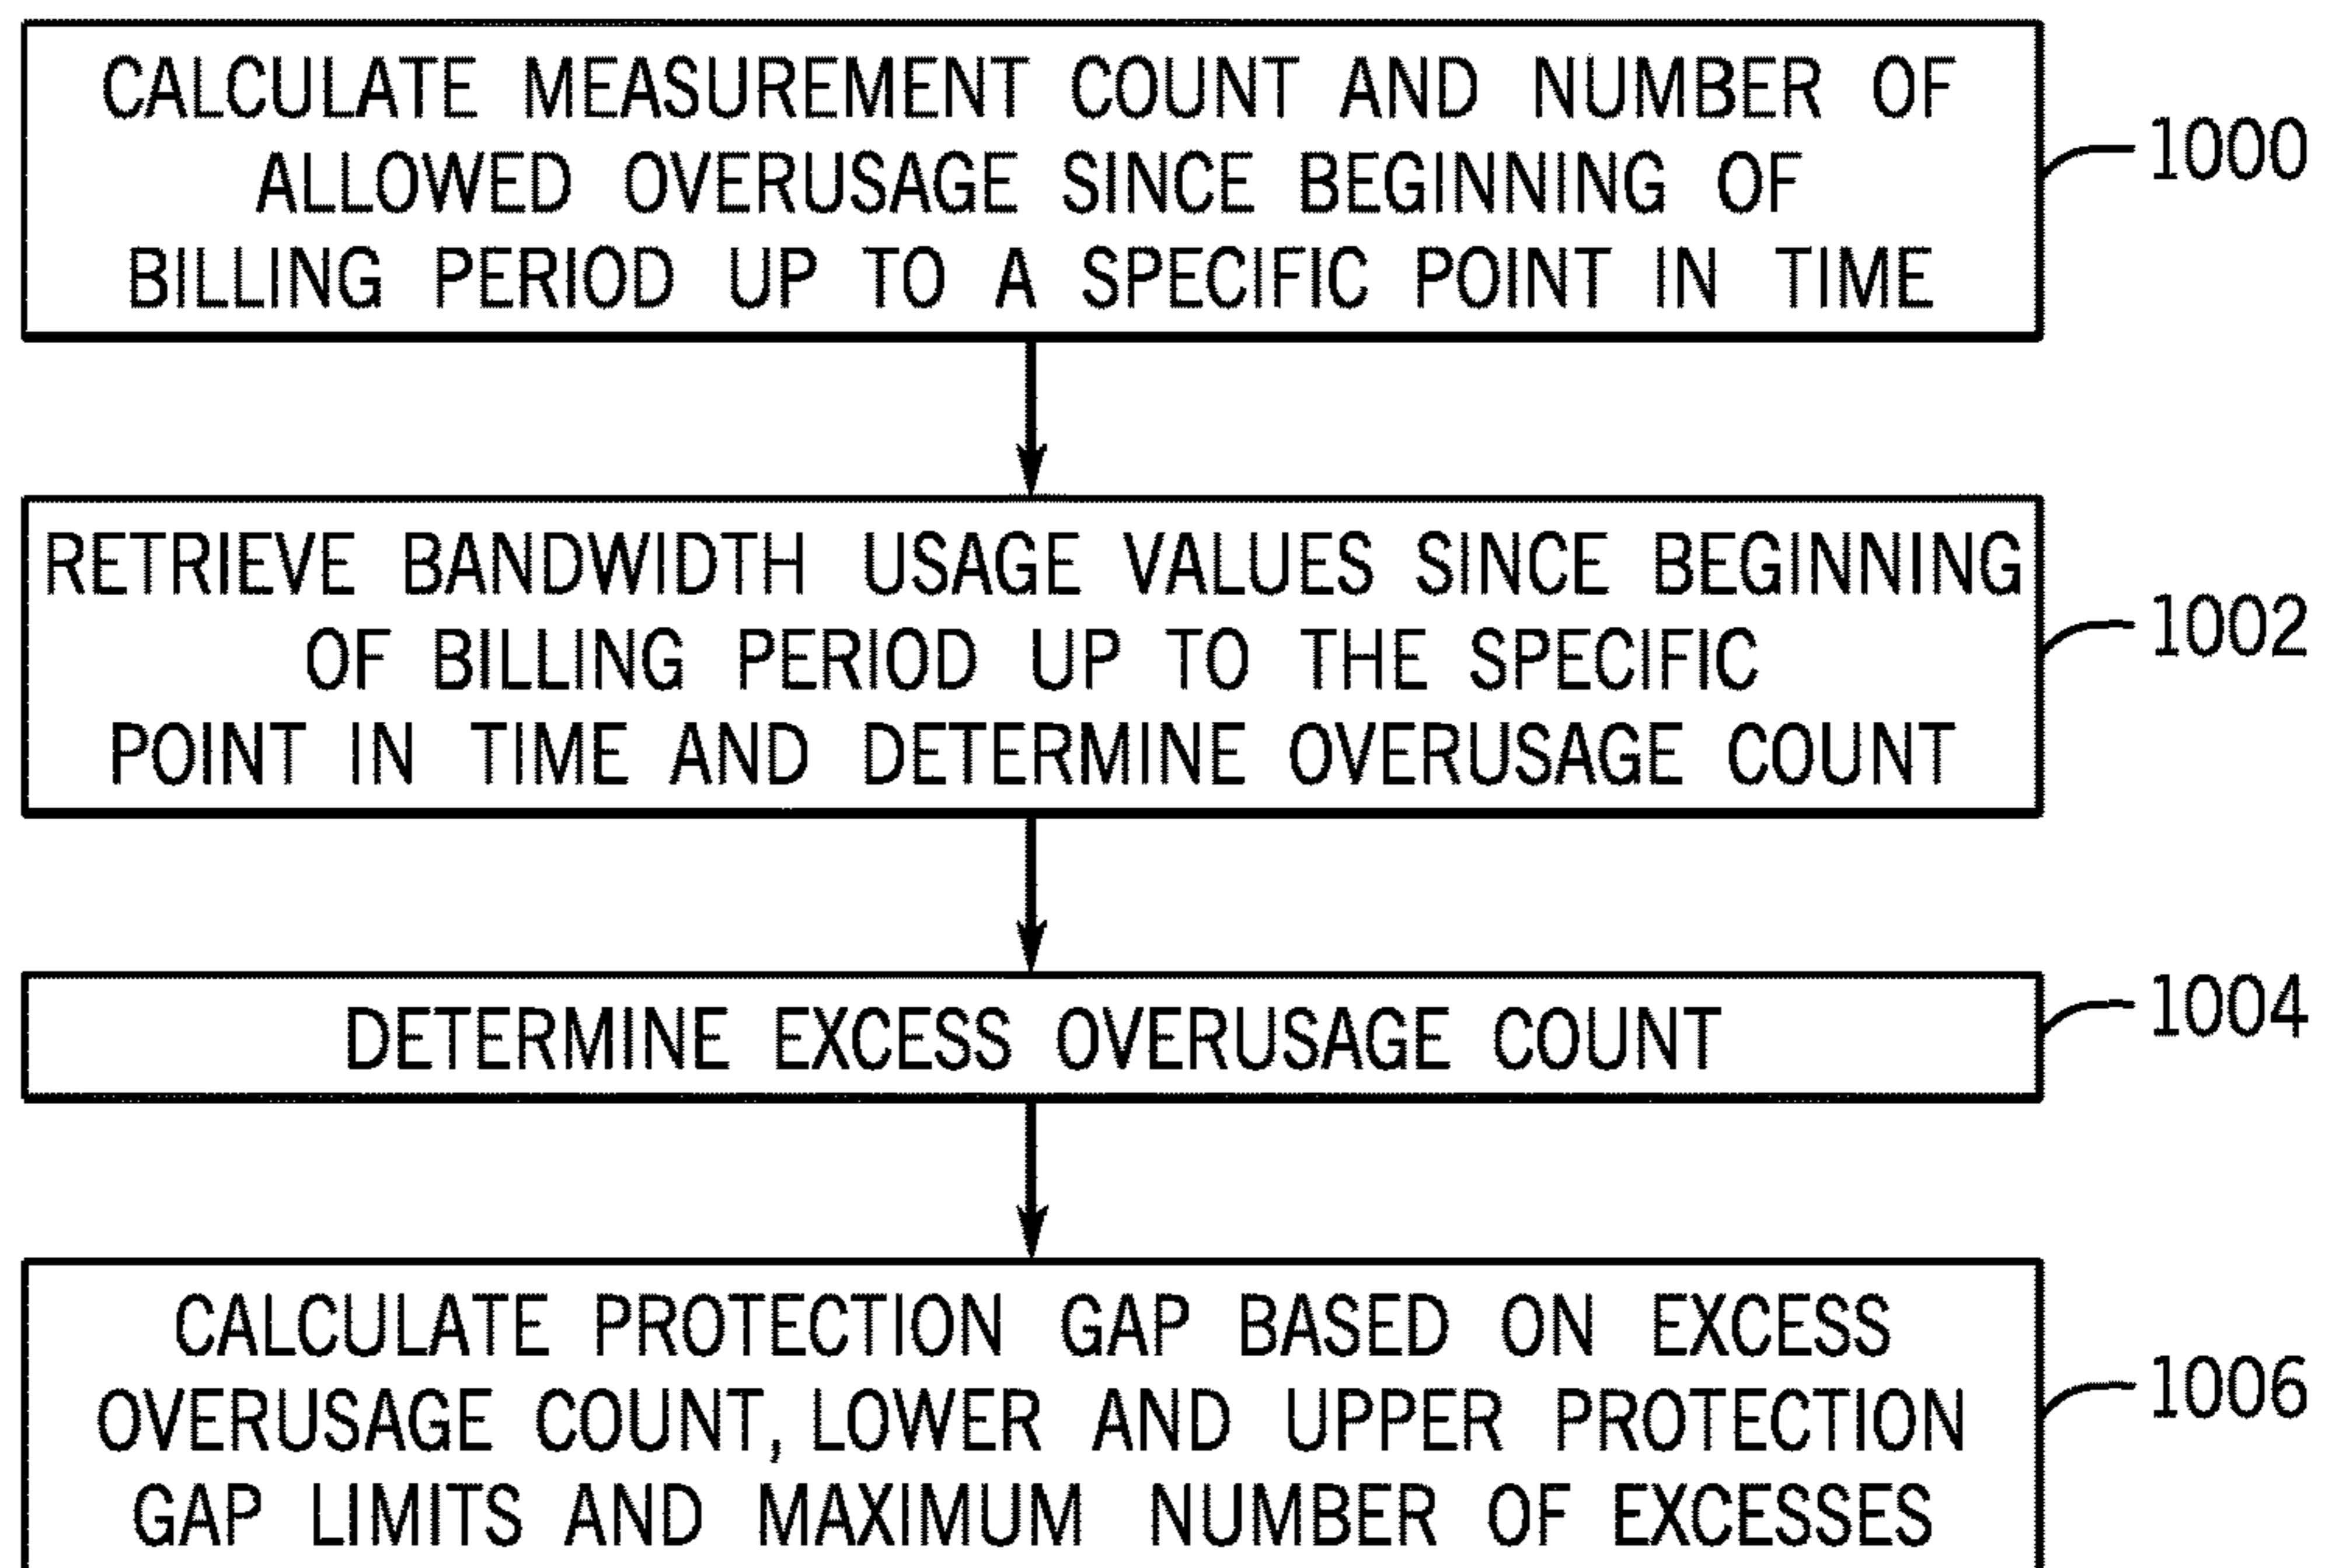 CALCULATE MEASUREMENT COUNT AND NUMBER OF
ALLOWED OVERUSAGE SINCE BEGINNING OF
BILLING PERIOD UP TO A SPECIFIC POINT IN TIME
1000
RETRIEVE BANDWIDTH USAGE VALUES SINCE BEGINNING
OF BILLING PERIOD UP TO THE SPECIFIC
POINT IN TIME AND DETERMINE OVERUSAGE COUNT
1002
DETERMINE EXCESS OVERUSAGE COUNT
1004
CALCULATE PROTECTION GAP BASED ON EXCESS
OVERUSAGE COUNT, LOWER AND UPPER PROTECTION
GAP LIMITS AND MAXIMUM NUMBER OF EXCESSES
1006